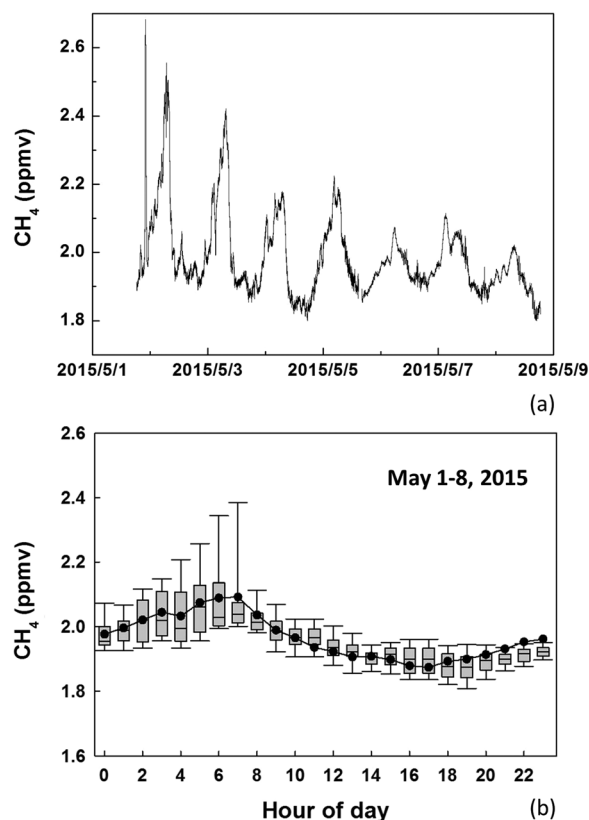 2.6
2.4
2.2
2.0
1.8
CH4 (ppmv)
2015/5/1 2015/5/3 2015/5/5 2015/5/7 2015/5/9
(a)
2.6
2.4
2.2
2.0
1.8
1.6
CH4 (ppmv)
May 1-8, 2015
0 2 4 6 8 10 12 14 16 18 20 22
Hour of day
(b)